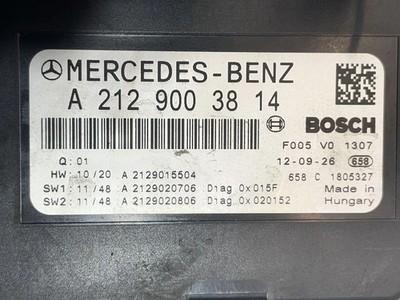 MERCEDES-BENZ
A 212 900 38 14
BOSCH
F005 V0 1307
Q: 01
12-09-26 658
HW: 10/20 A 2129015504
658 C 1805327
SW1: 11/48 A 2129020706 Diag 0x015F
Made in
SW2: 11/48 A 2129020806 Diag 0x020152
Hungary